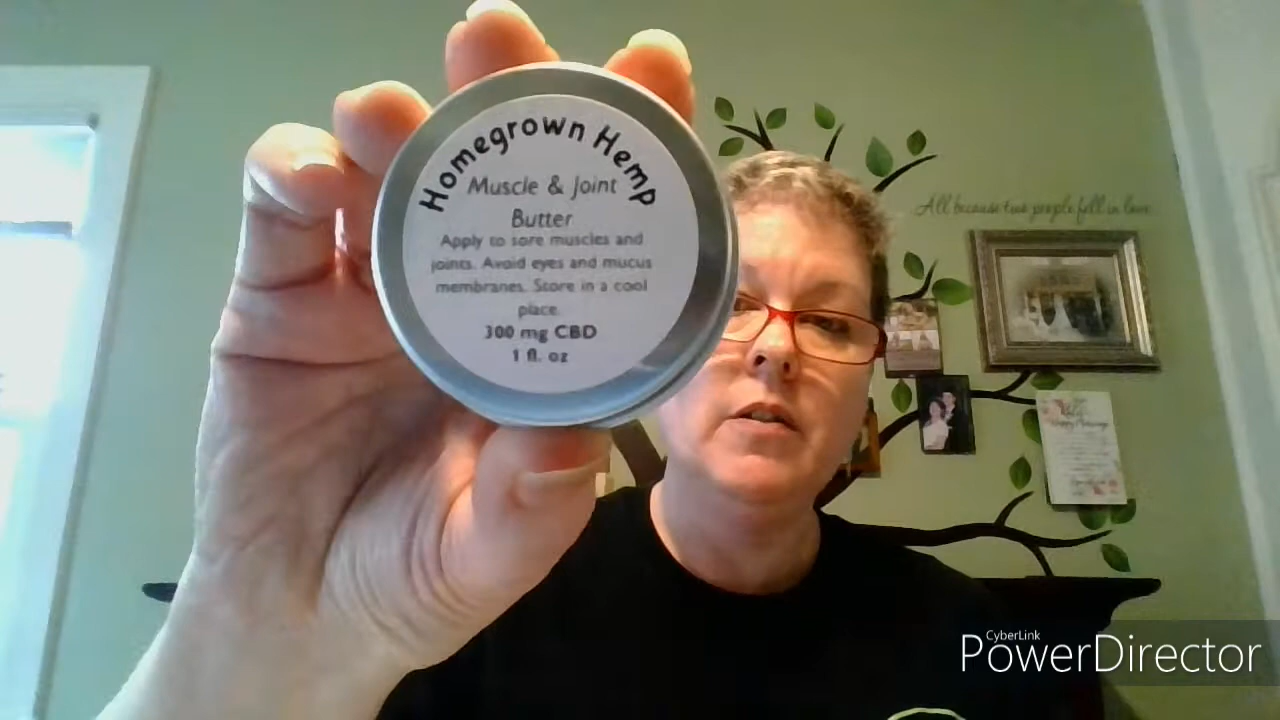 Homegrown Hemp
Muscle & Joint
Butter
Apply to sore muscles and
joints. Avoid eyes and mucus
membranes. Store in a cool
place.
300 mg CBD
1 fl. oz
All because two people fell in love
CyberLink
PowerDirector